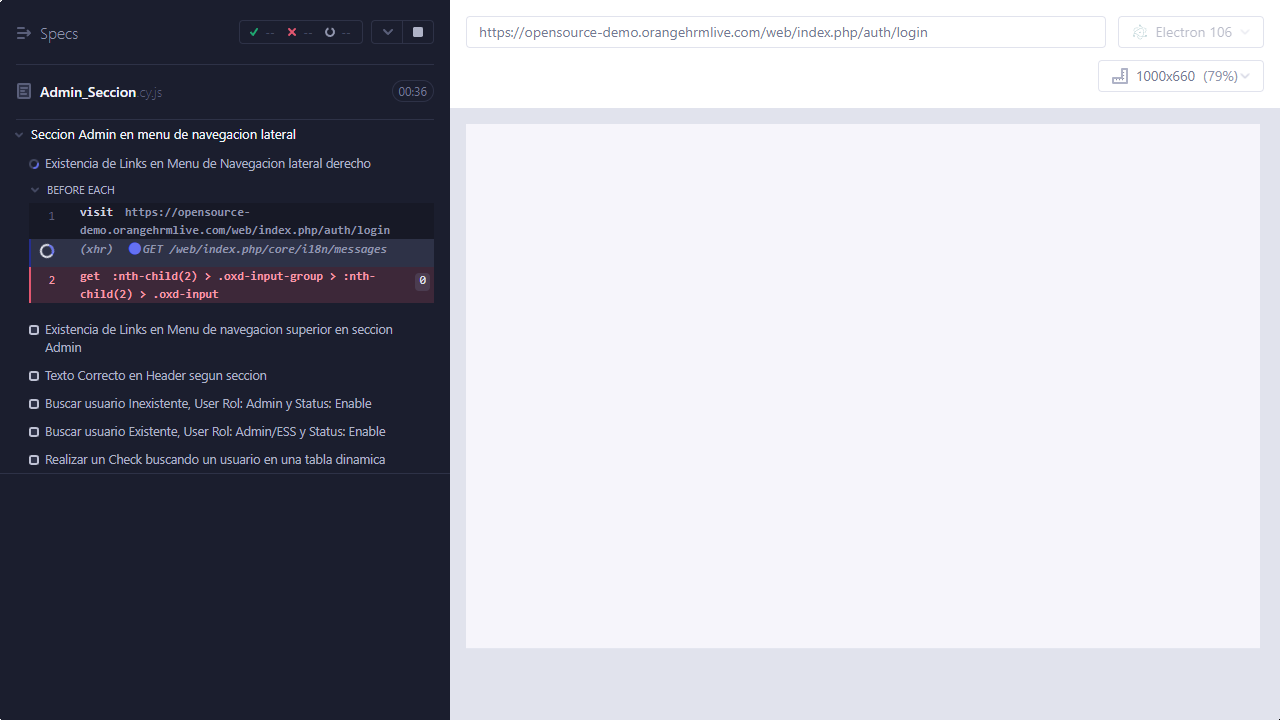 Specs
-- -- --
Admin_Seccion.cy.js
00:36
Seccion Admin en menu de navegacion lateral
Existencia de Links en Menu de Navegacion lateral derecho
BEFORE EACH
1 visit https://opensource-
demo.orangehrmlive.com/web/index.php/auth/login
(xhr) GET /web/index.php/core/i18n/messages
2 get :nth-child(2) > .oxd-input-group > :nth-
child(2) > .oxd-input
0
Existencia de Links en Menu de navegacion superior en seccion
Admin
Texto Correcto en Header segun seccion
Buscar usuario Inexistente, User Rol: Admin y Status: Enable
Buscar usuario Existente, User Rol: Admin/ESS y Status: Enable
Realizar un Check buscando un usuario en una tabla dinamica
https://opensource-demo.orangehrmlive.com/web/index.php/auth/login
Electron 106
1000x660 (79%)